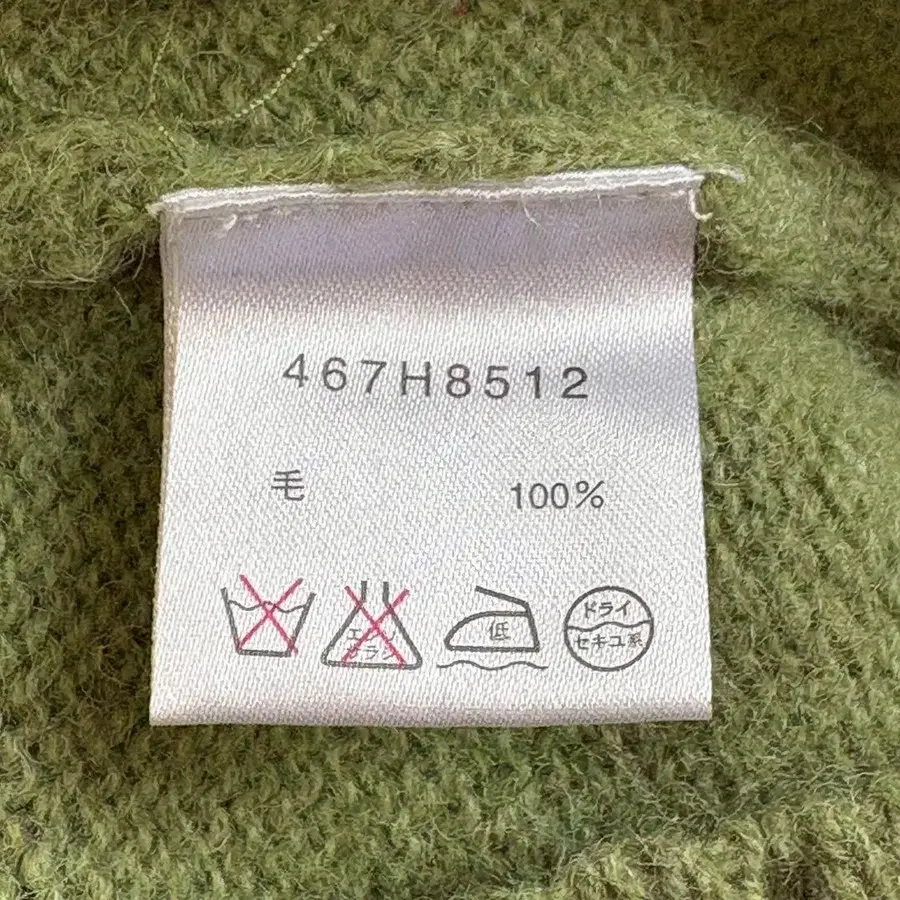 467H8512
毛 100%
エンソ
サラシ
低
ドライ
セキユ系